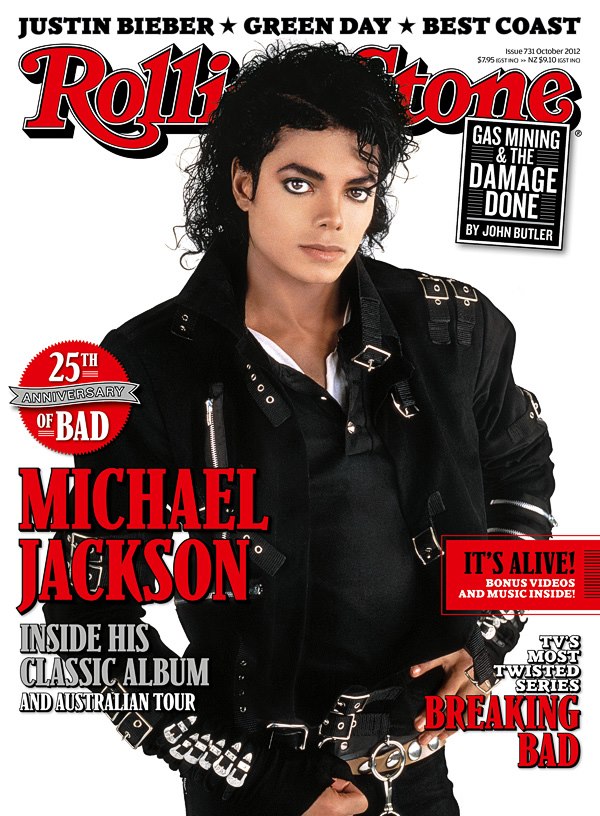 JUSTIN BIEBER ★ GREEN DAY ★ BEST COAST
Issue 731 October 2012
$7.95 (GST INC) >> NZ $9.10 (GST INC)
Rolling Stone
®
GAS MINING
& THE
DAMAGE
DONE
BY JOHN BUTLER
25TH
ANNIVERSARY
OF BAD
MICHAEL
JACKSON
INSIDE HIS
CLASSIC ALBUM
AND AUSTRALIAN TOUR
IT'S ALIVE!
BONUS VIDEOS
AND MUSIC INSIDE!
TV'S
MOST
TWISTED
SERIES
BREAKING
BAD